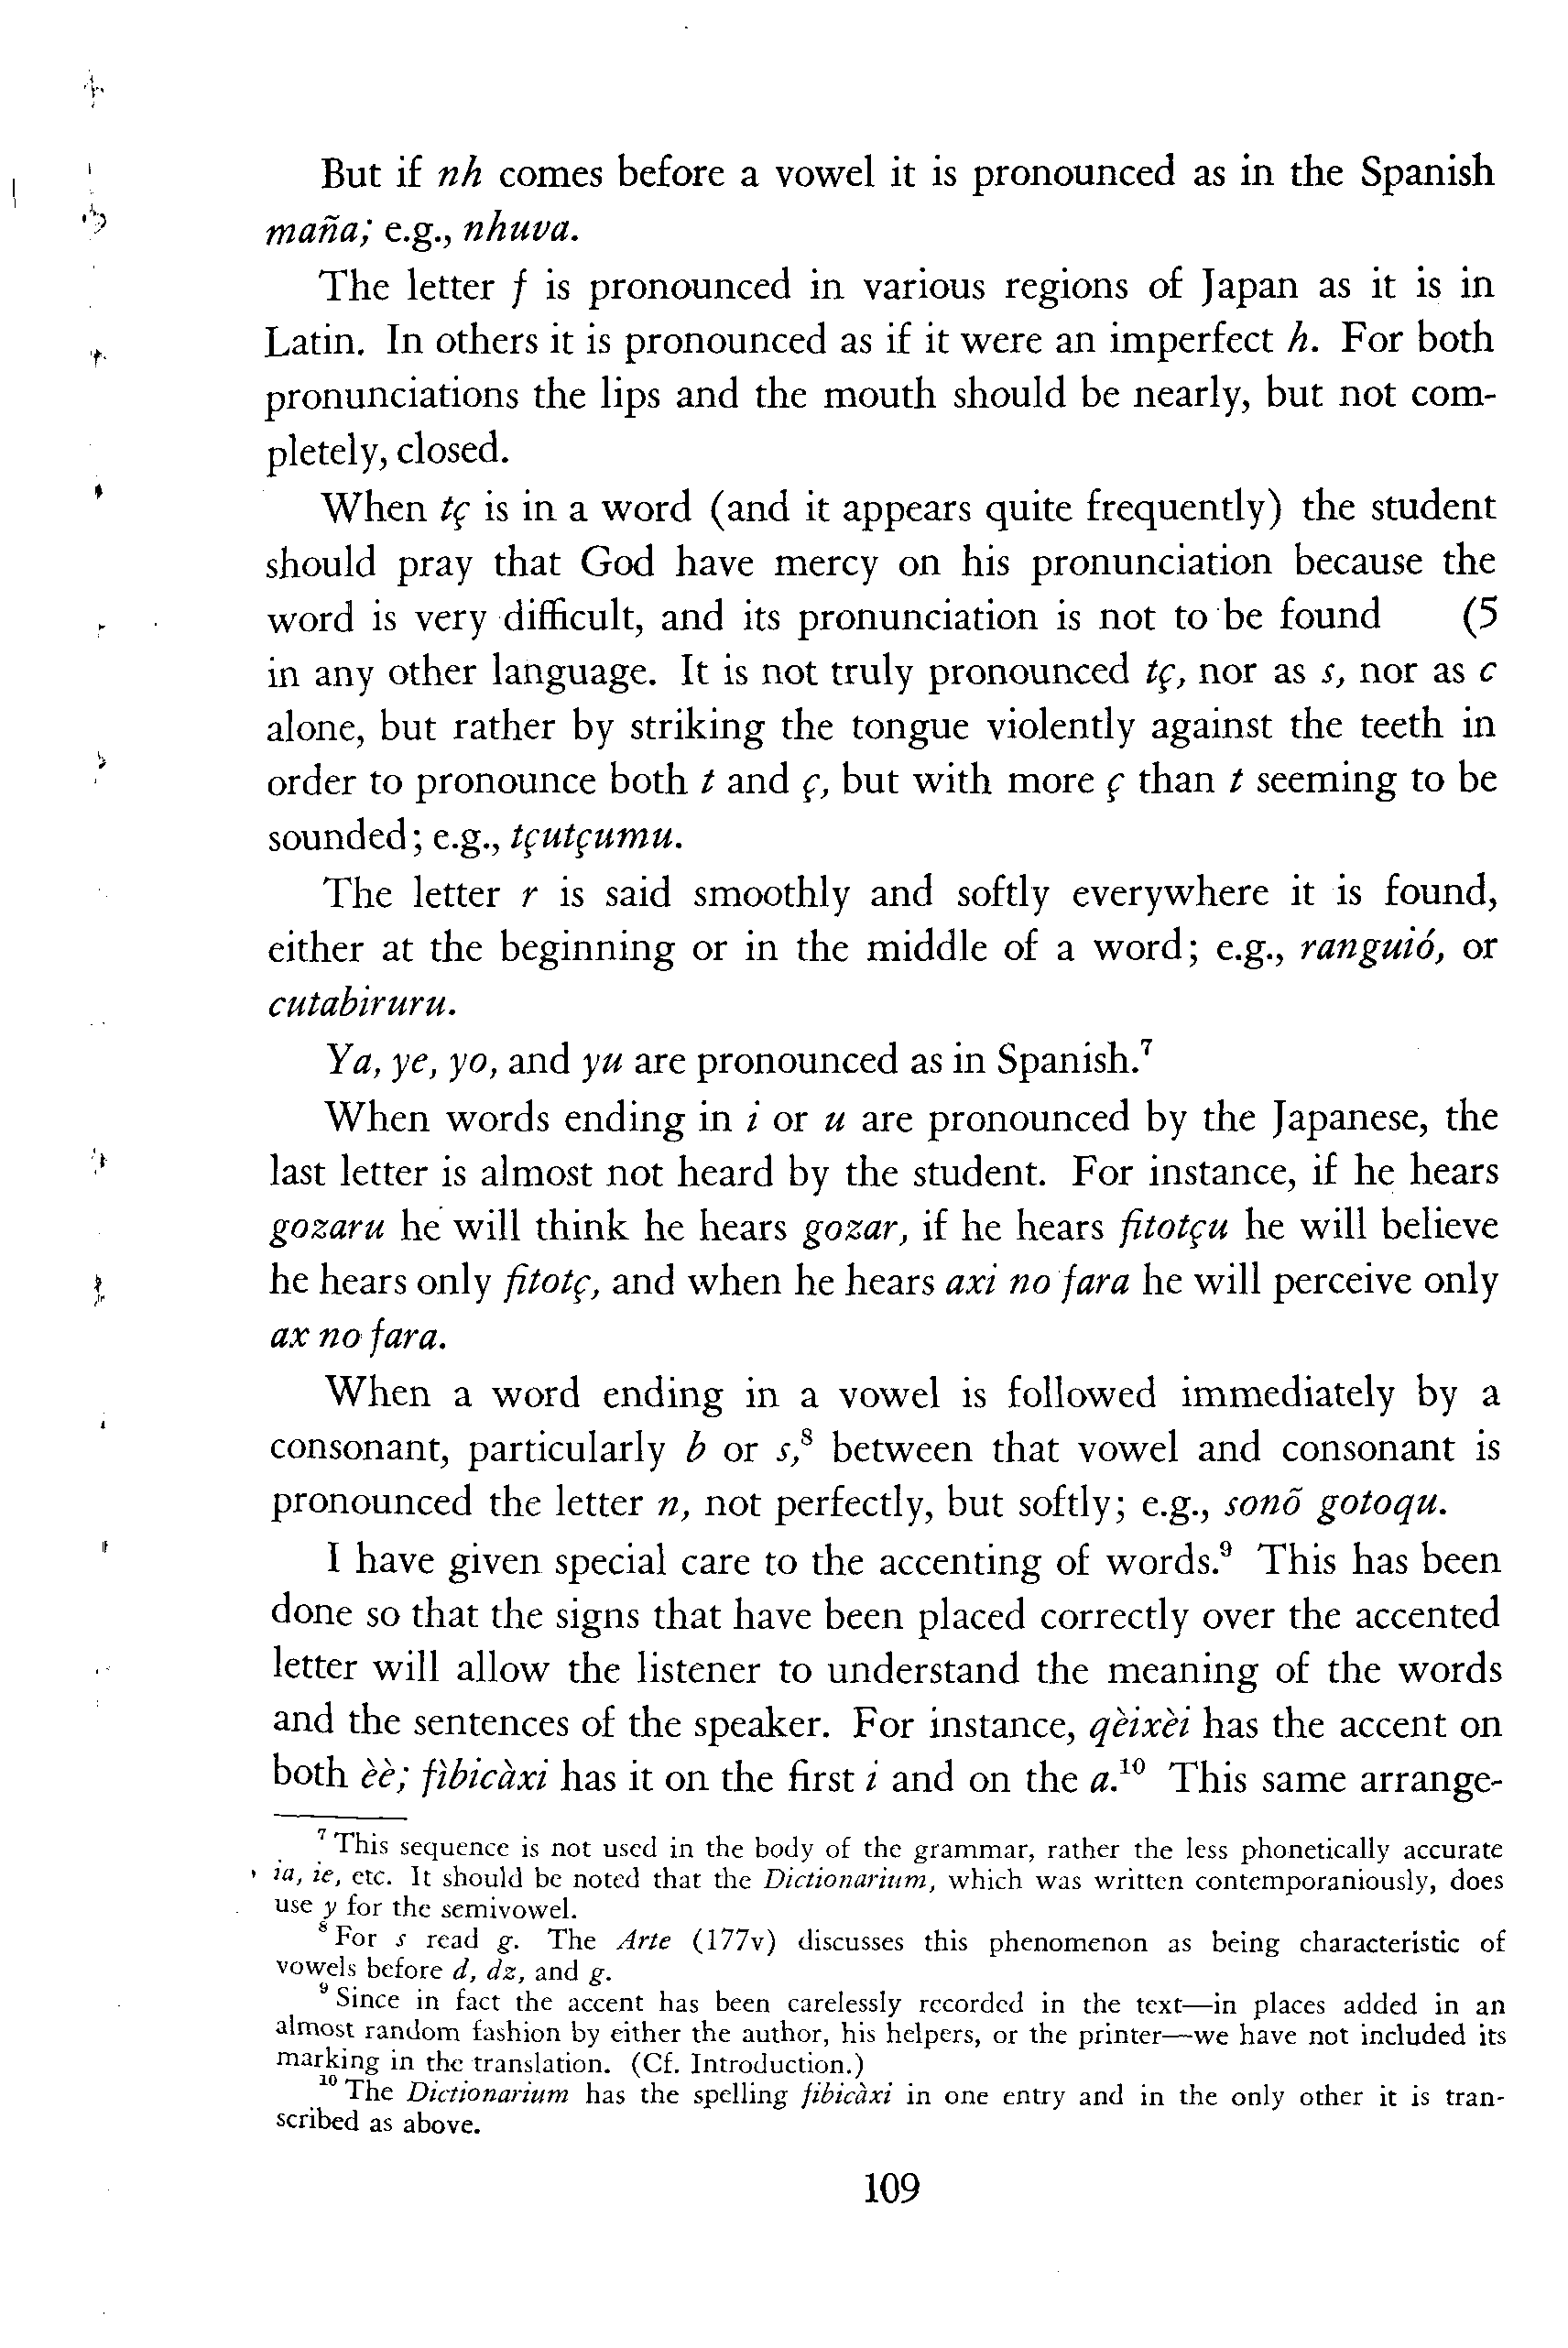 But if nh comes before a vowel it is pronounced as in the Spanish
maña; e.g., nhuva.
The letter f is pronounced in various regions of Japan as it is in
Latin. In others it is pronounced as if it were an imperfect h. For both
pronunciations the lips and the mouth should be nearly, but not com-
pletely, closed.
When tç is in a word (and it appears quite frequently) the student
should pray that God have mercy on his pronunciation because the
word is very difficult, and its pronunciation is not to be found (5
in any other language. It is not truly pronounced tç, nor as s, nor as c
alone, but rather by striking the tongue violently against the teeth in
order to pronounce both t and ç, but with more ç than t seeming to be
sounded; e.g., tçutçumu.
The letter r is said smoothly and softly everywhere it is found,
either at the beginning or in the middle of a word; e.g., ranguió, or
cutabiruru.
Ya, ye, yo, and yu are pronounced as in Spanish.⁷
When words ending in i or u are pronounced by the Japanese, the
last letter is almost not heard by the student. For instance, if he hears
gozaru he will think he hears gozar, if he hears fitotçu he will believe
he hears only fitotç, and when he hears axi no fara he will perceive only
ax no fara.
When a word ending in a vowel is followed immediately by a
consonant, particularly b or s,⁸ between that vowel and consonant is
pronounced the letter n, not perfectly, but softly; e.g., sonõ gotoqu.
I have given special care to the accenting of words.⁹ This has been
done so that the signs that have been placed correctly over the accented
letter will allow the listener to understand the meaning of the words
and the sentences of the speaker. For instance, qèixèi has the accent on
both èè; fìbicàxi has it on the first i and on the a.¹⁰ This same arrange-
⁷ This sequence is not used in the body of the grammar, rather the less phonetically accurate
ia, ie, etc. It should be noted that the Dictionarium, which was written contemporaniously, does
use y for the semivowel.
⁸ For s read g. The Arte (177v) discusses this phenomenon as being characteristic of
vowels before d, dz, and g.
⁹ Since in fact the accent has been carelessly recorded in the text—in places added in an
almost random fashion by either the author, his helpers, or the printer—we have not included its
marking in the translation. (Cf. Introduction.)
¹⁰ The Dictionarium has the spelling fibicàxi in one entry and in the only other it is tran-
scribed as above.
109